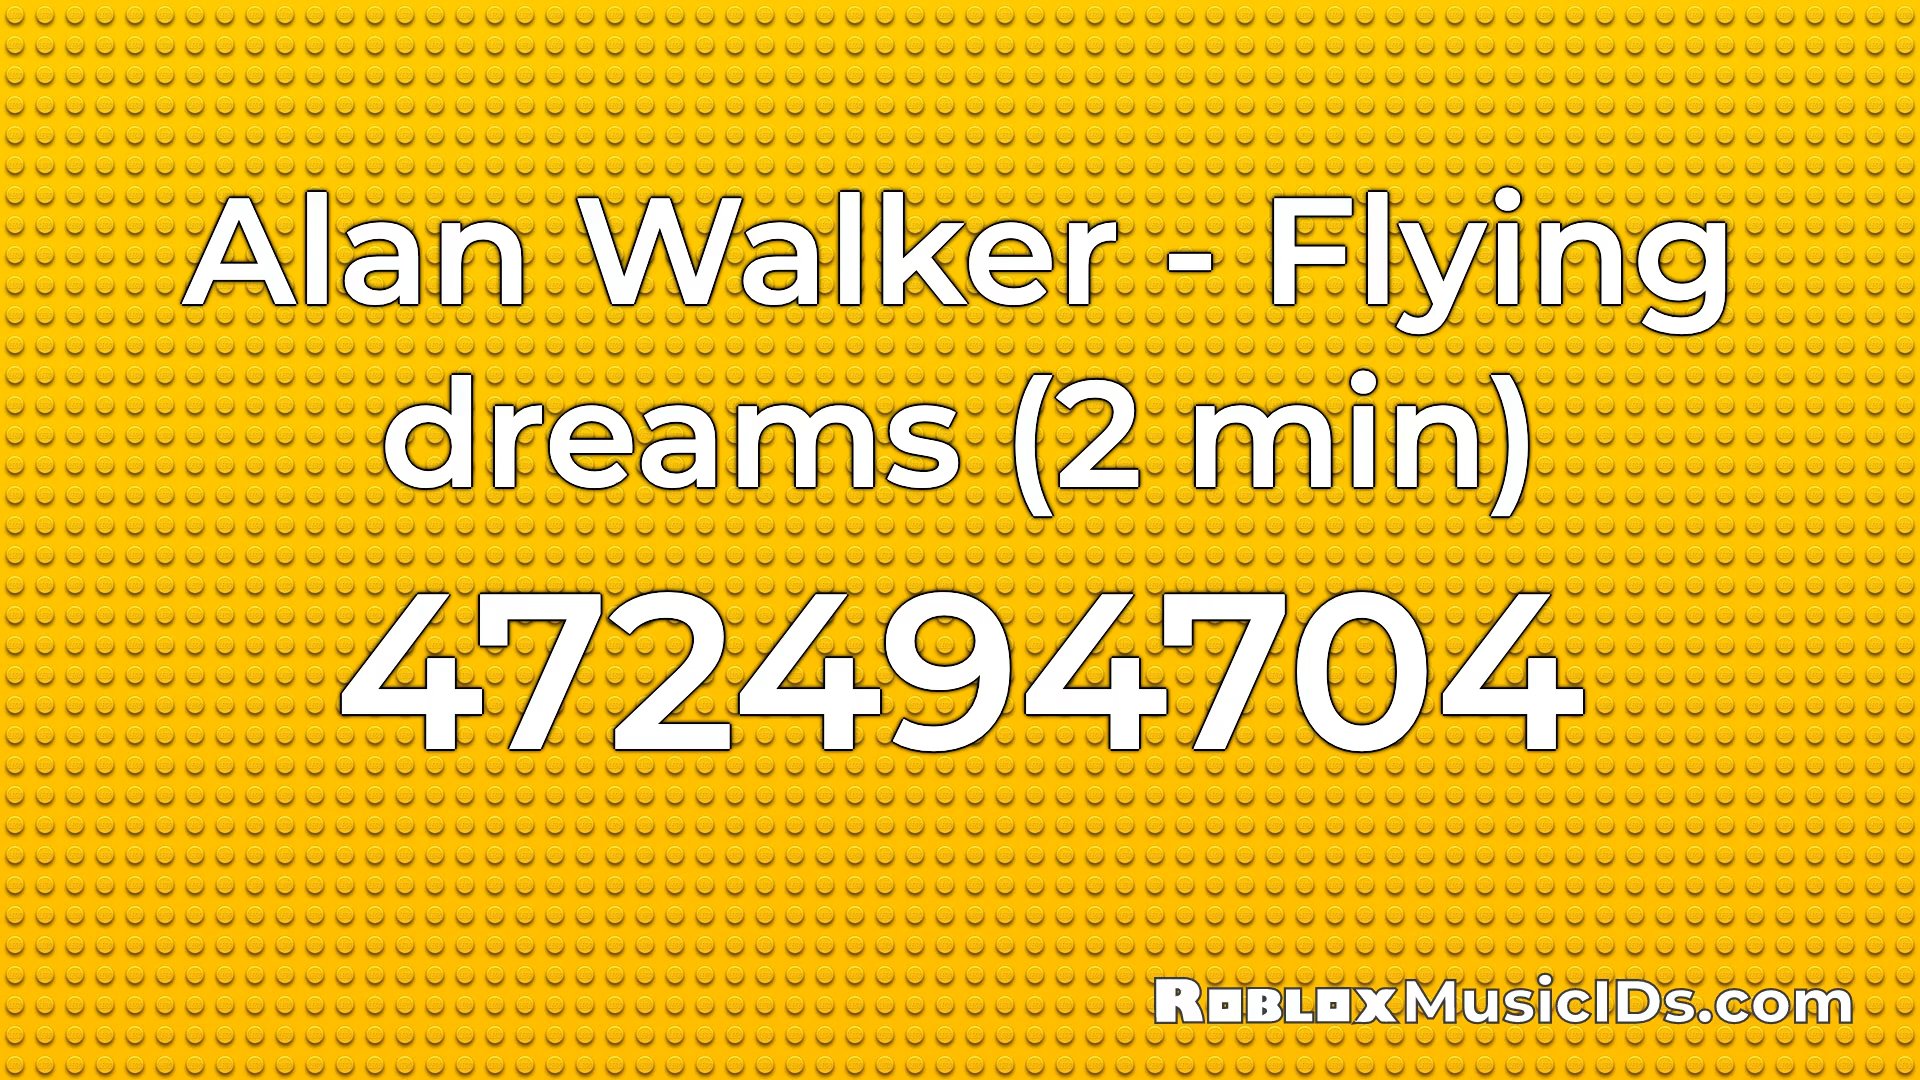 Alan Walker - Flying
dreams (2 min)
472494704
RobloxMusicIDs.com